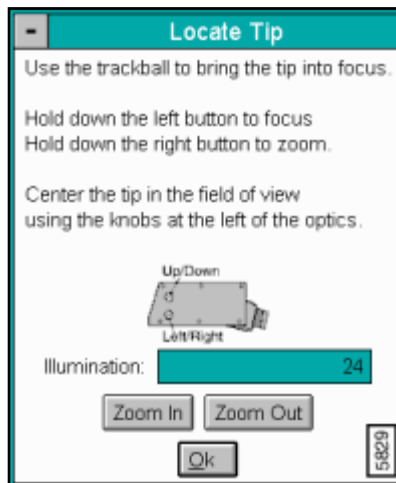 Locate Tip
Use the trackball to bring the tip into focus.
Hold down the left button to focus
Hold down the right button to zoom.
Center the tip in the field of view
using the knobs at the left of the optics.
Up/Down
Left/Right
Illumination: 24
Zoom In Zoom Out
Ok
5829